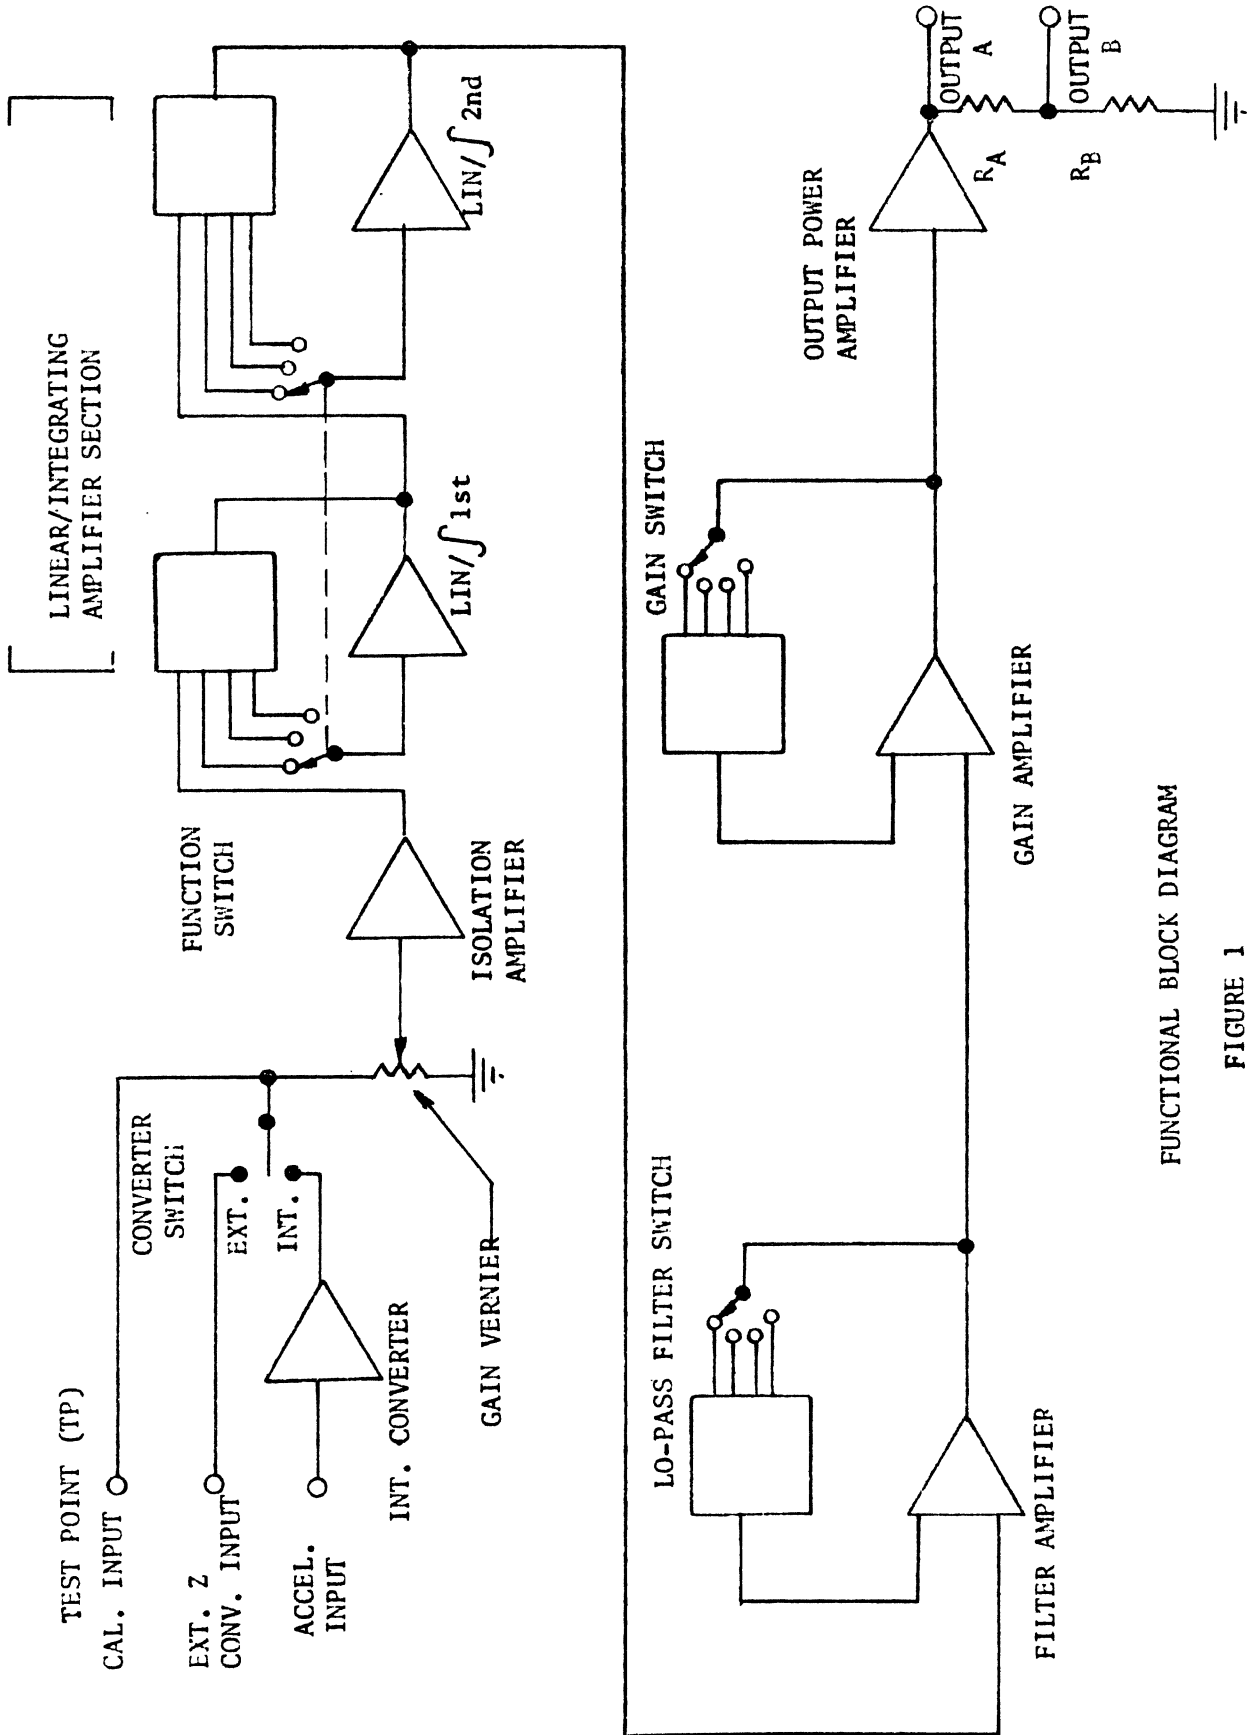 LINEAR/INTEGRATING
AMPLIFIER SECTION
TEST POINT (TP)
CAL. INPUT
EXT. Z
CONV. INPUT
ACCEL.
INPUT
INT. CONVERTER
CONVERTER
SWITCH
EXT.
INT.
GAIN VERNIER
FUNCTION
SWITCH
ISOLATION
AMPLIFIER
LIN/∫1st
LIN/∫2nd
LO-PASS FILTER SWITCH
FILTER AMPLIFIER
GAIN SWITCH
GAIN AMPLIFIER
OUTPUT POWER
AMPLIFIER
OUTPUT
A
OUTPUT
B
RA
RB
FUNCTIONAL BLOCK DIAGRAM
FIGURE 1